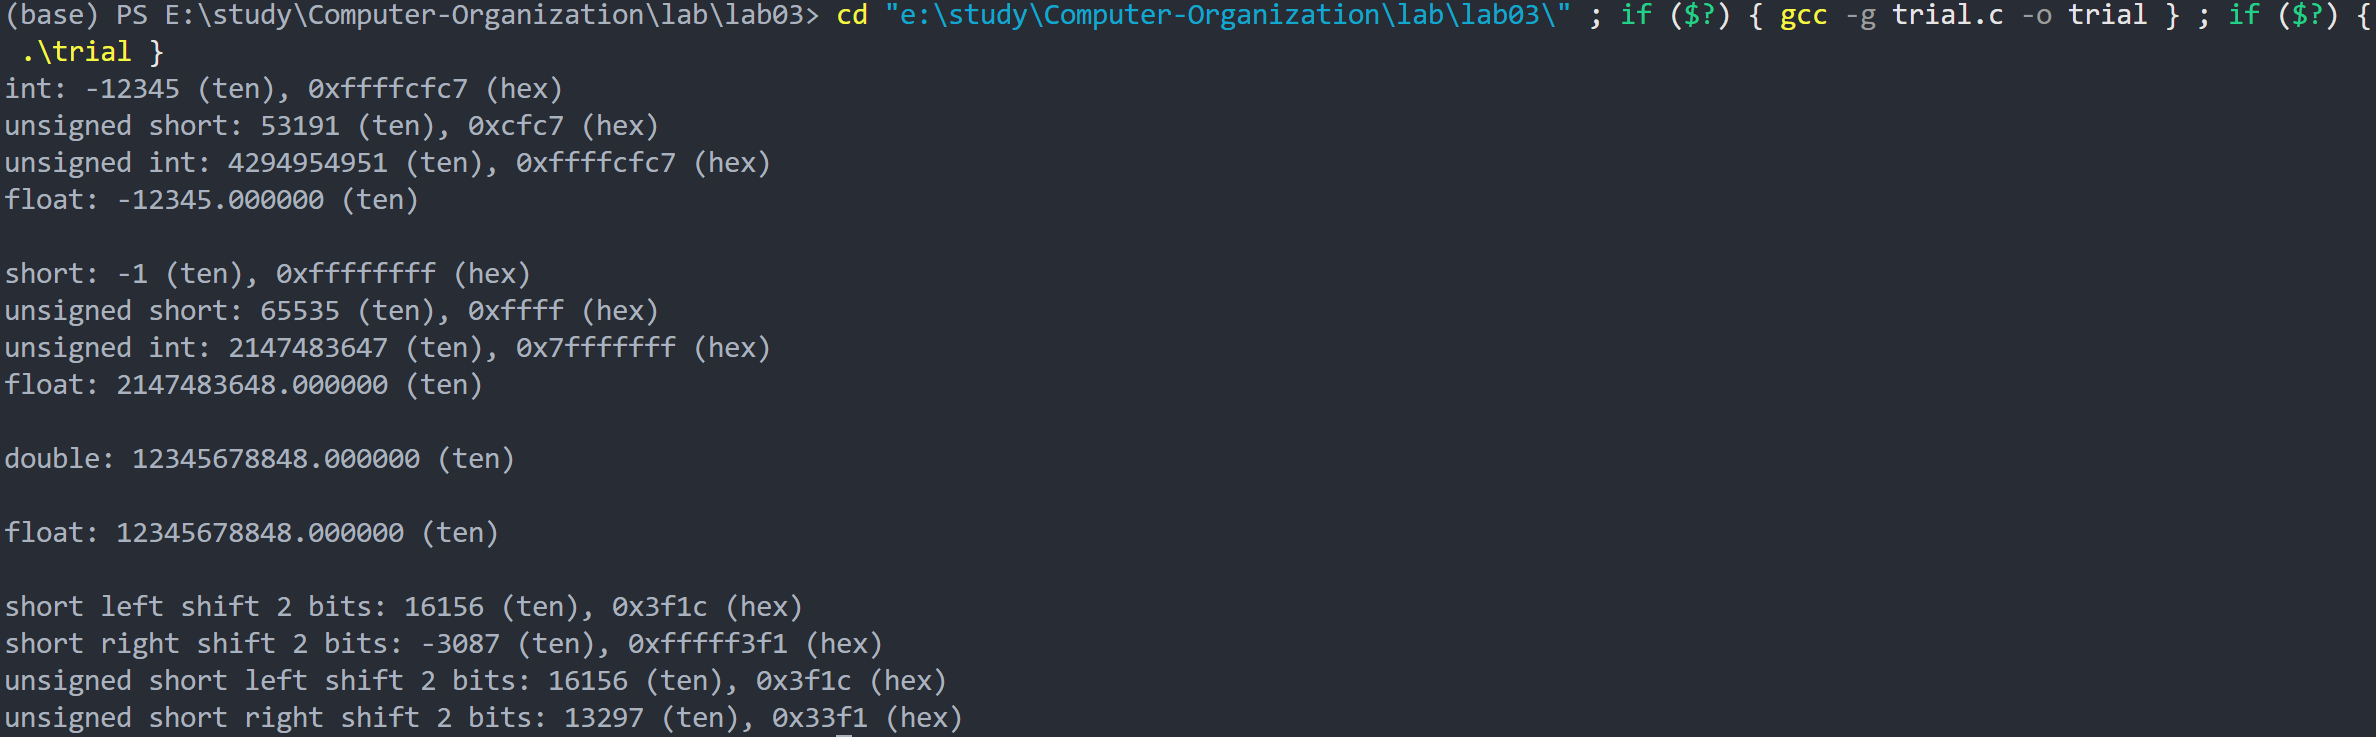 (base) PS E:\study\Computer-Organization\lab\lab03> cd "e:\study\Computer-Organization\lab\lab03\" ; if ($?) { gcc -g trial.c -o trial } ; if ($?) {
 .\trial }
int: -12345 (ten), 0xffffcfc7 (hex)
unsigned short: 53191 (ten), 0xcfc7 (hex)
unsigned int: 4294954951 (ten), 0xffffcfc7 (hex)
float: -12345.000000 (ten)

short: -1 (ten), 0xffffffff (hex)
unsigned short: 65535 (ten), 0xffff (hex)
unsigned int: 2147483647 (ten), 0x7fffffff (hex)
float: 2147483648.000000 (ten)

double: 12345678848.000000 (ten)

float: 12345678848.000000 (ten)

short left shift 2 bits: 16156 (ten), 0x3f1c (hex)
short right shift 2 bits: -3087 (ten), 0xfffff3f1 (hex)
unsigned short left shift 2 bits: 16156 (ten), 0x3f1c (hex)
unsigned short right shift 2 bits: 13297 (ten), 0x33f1 (hex)